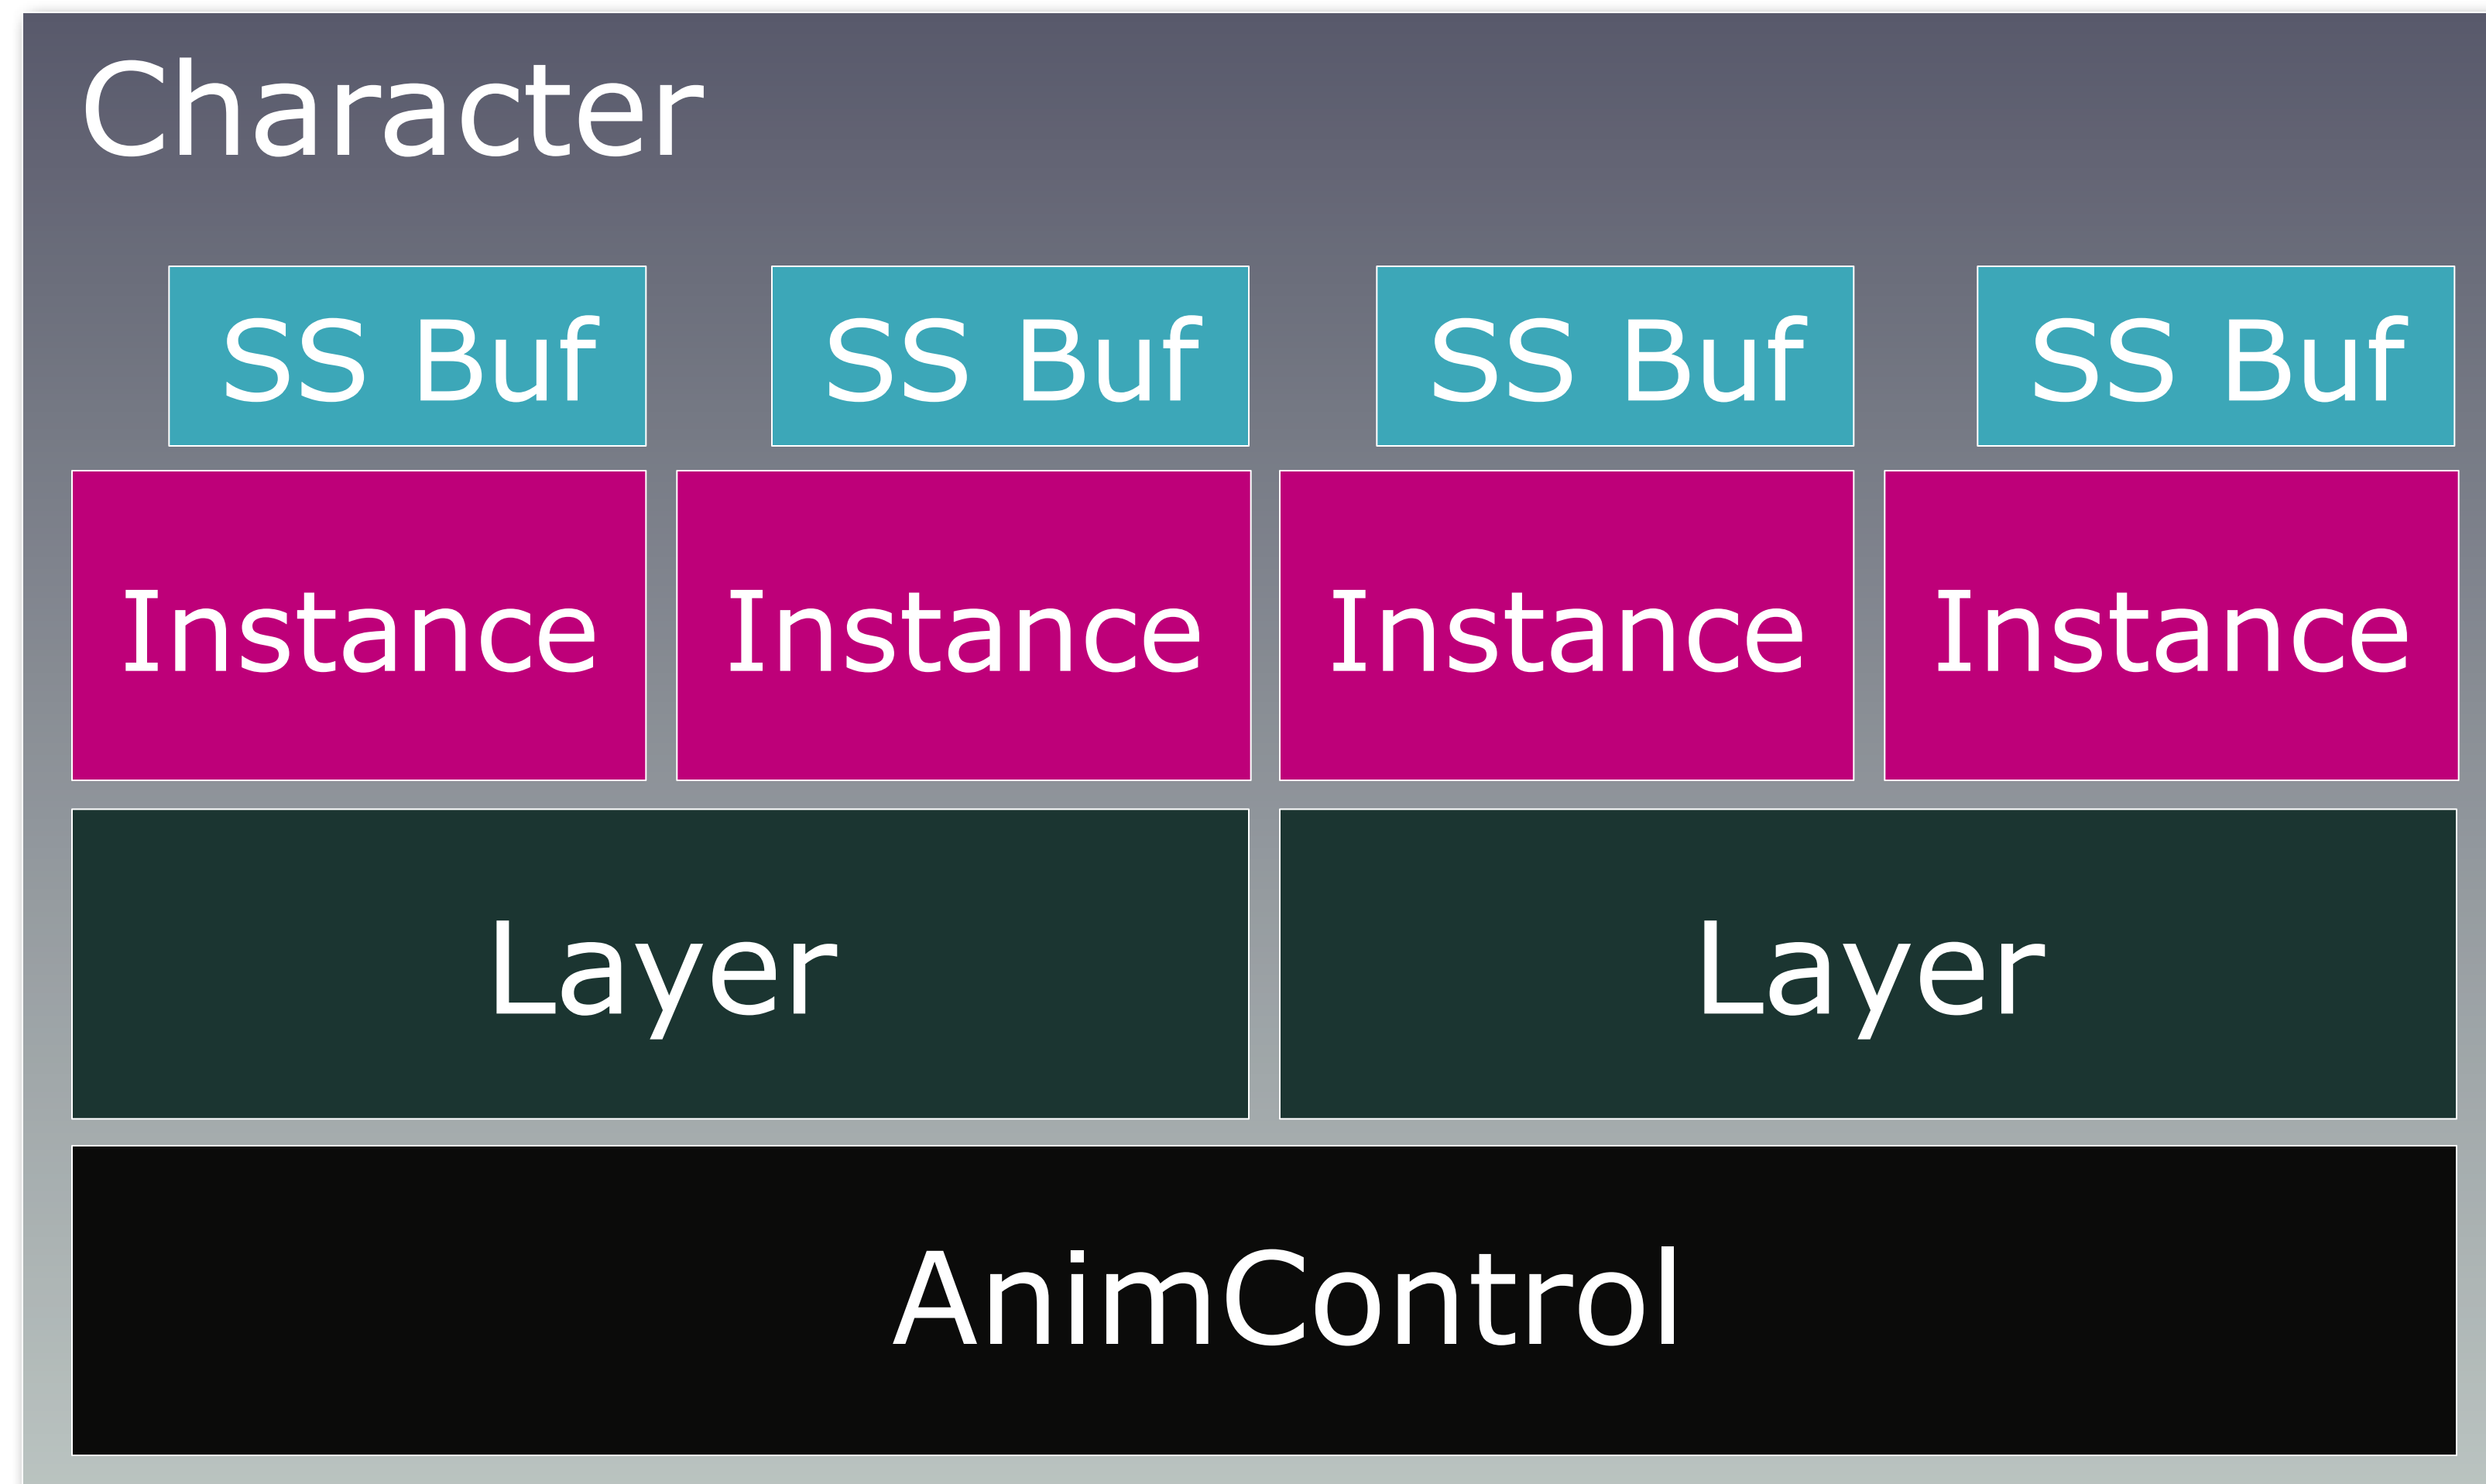 Character
SS Buf SS Buf SS Buf SS Buf
Instance Instance Instance Instance
Layer Layer
AnimControl